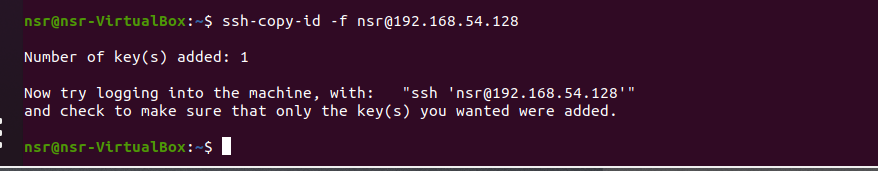 nsr@nsr-VirtualBox:~$ ssh-copy-id -f nsr@192.168.54.128
Number of key(s) added: 1
Now try logging into the machine, with:   "ssh 'nsr@192.168.54.128'"
and check to make sure that only the key(s) you wanted were added.
nsr@nsr-VirtualBox:~$